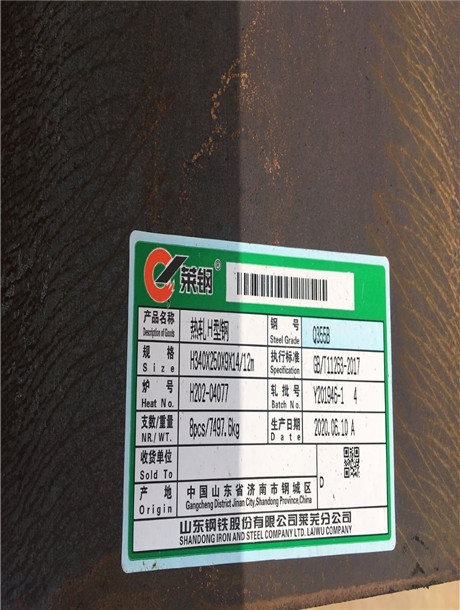 莱钢®
产品名称 Description of Goods 热轧H型钢 钢号 Steel Grade Q355B
规格 Size H340X250X9X14/12m 执行标准 Specification GB/T11263-2017
炉号 Heat No. H202-04077 轧批号 Batch No. Y201946-1 4
支数/重量 NR./WT. 8pcs/7497.6kg 生产日期 Date 2020.06.10 A
收货单位 Sold To
D
产地 Origin 中国山东省济南市钢城区
Gangcheng District Jinan City,Shandong Province,China
山东钢铁股份有限公司莱芜分公司
SHANDONG IRON AND STEEL COMPANY LTD. LAIWU COMPANY